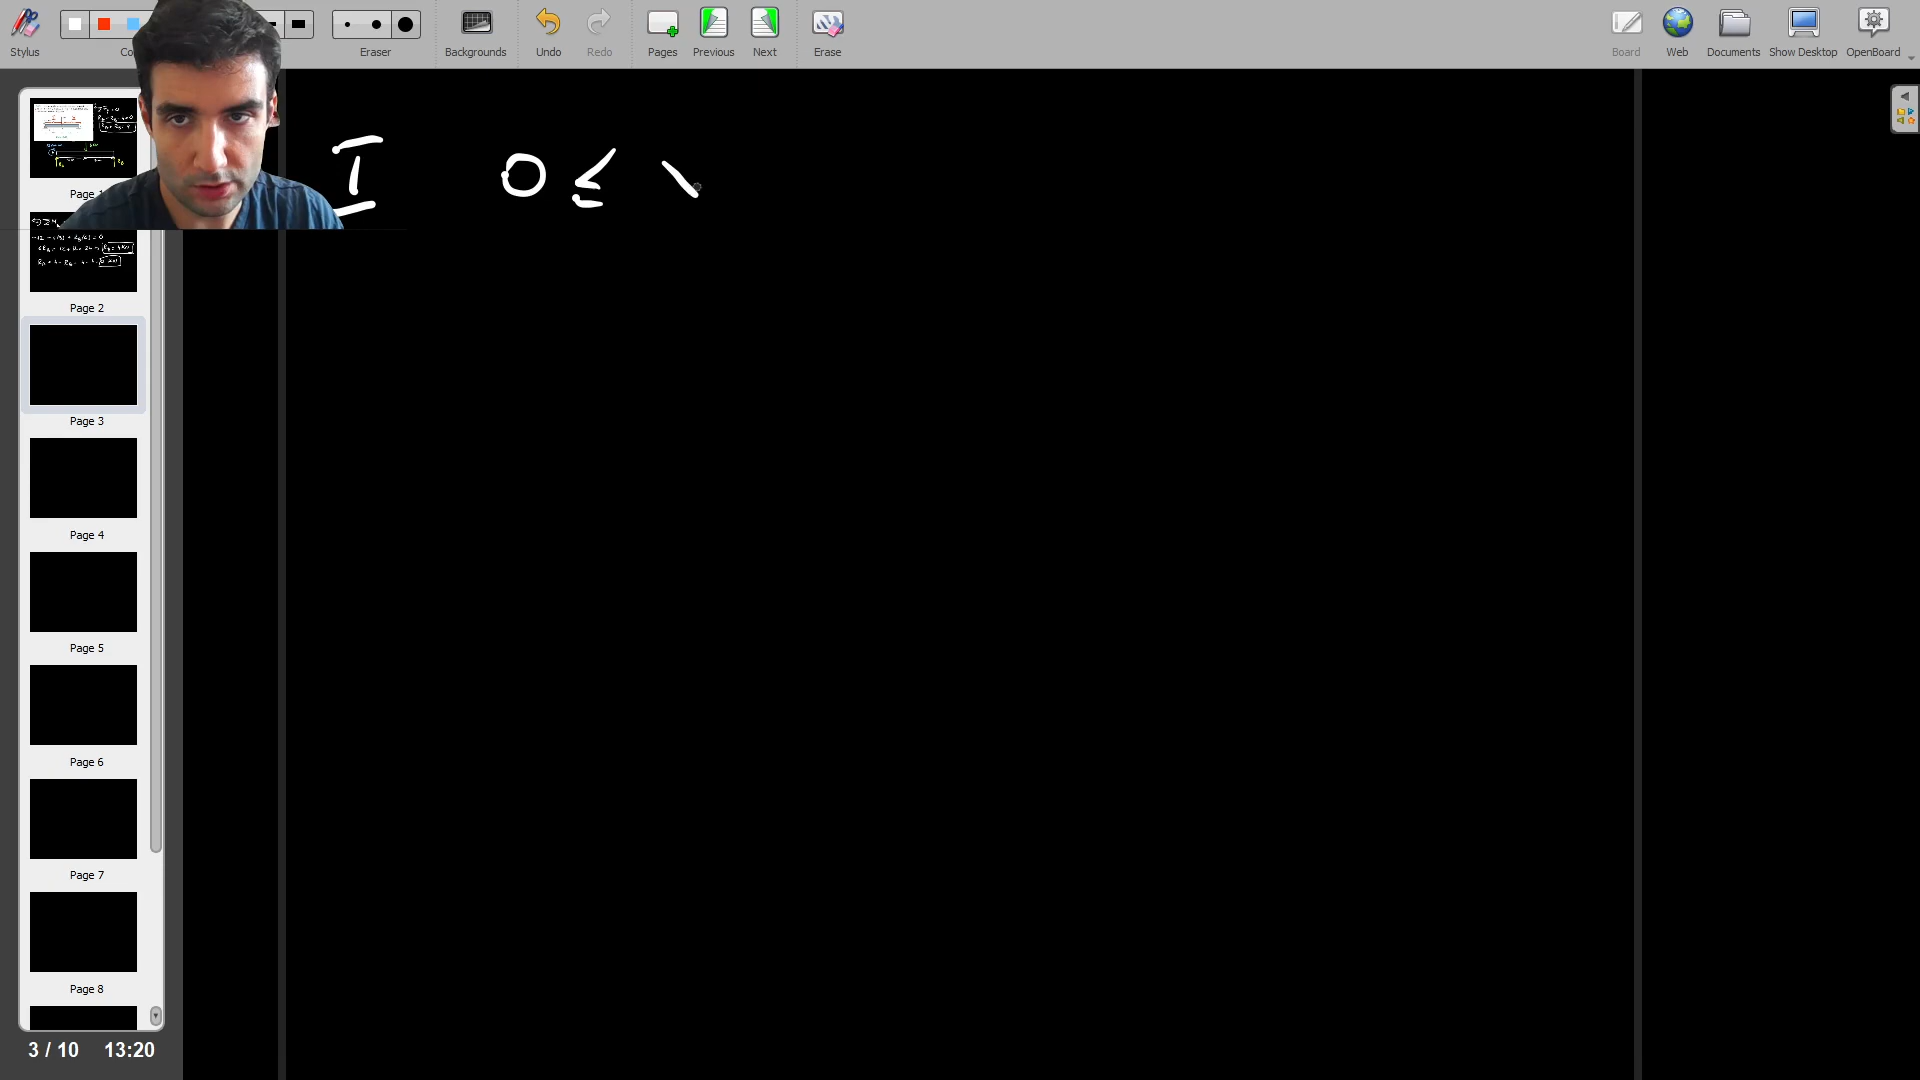 Stylus
Eraser
Backgrounds
Undo
Redo
Pages
Previous
Next
Erase
Board
Web
Documents
Show Desktop
OpenBoard
I 0 ≤ \
Page 2
Page 3
Page 4
Page 5
Page 6
Page 7
Page 8
3 / 10 13:20